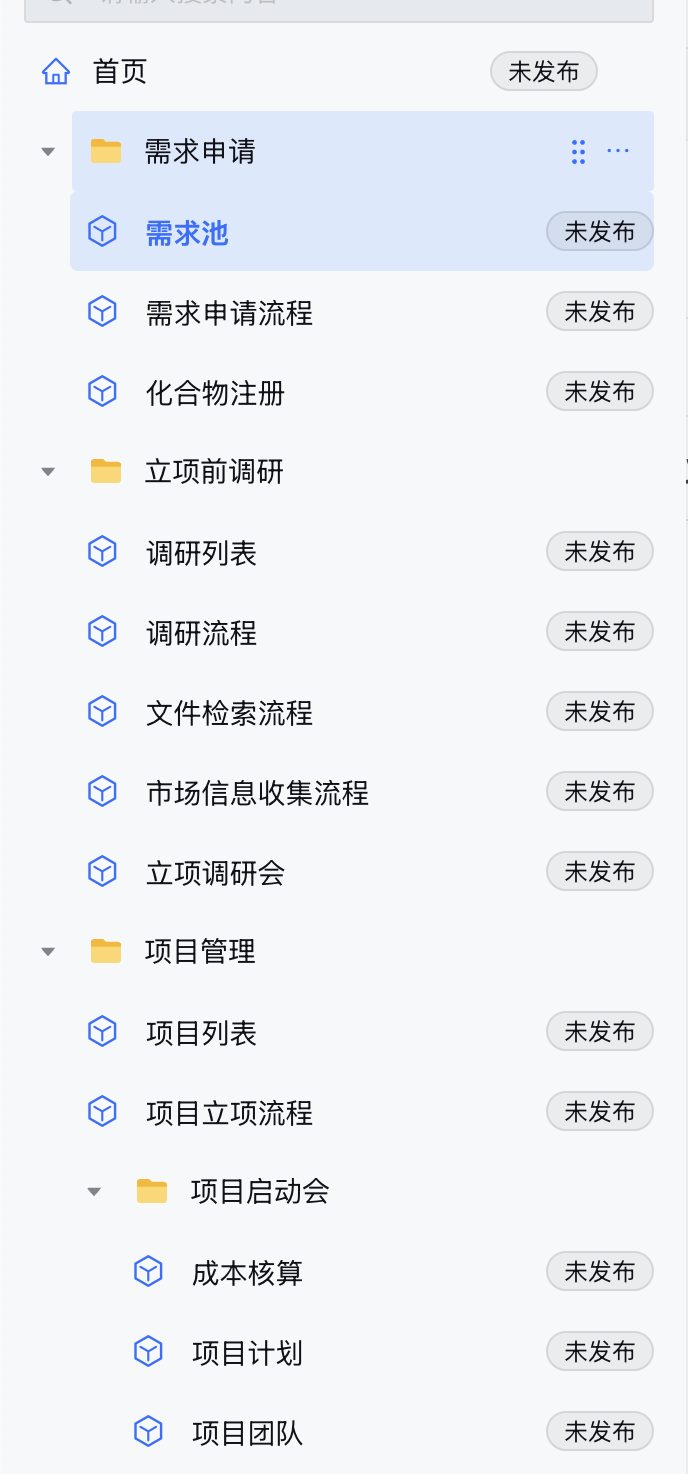 首页 未发布
需求申请
需求池 未发布
需求申请流程 未发布
化合物注册 未发布
立项前调研
调研列表 未发布
调研流程 未发布
文件检索流程 未发布
市场信息收集流程 未发布
立项调研会 未发布
项目管理
项目列表 未发布
项目立项流程 未发布
项目启动会
成本核算 未发布
项目计划 未发布
项目团队 未发布